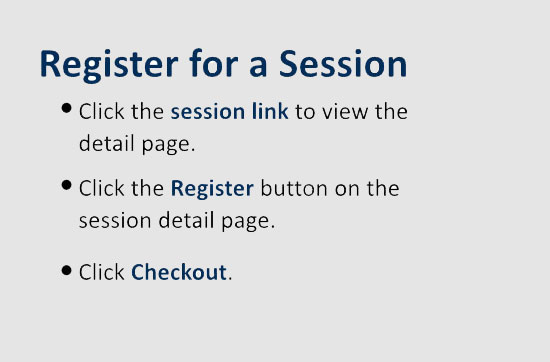 Register for a Session
• Click the session link to view the
detail page.
• Click the Register button on the
session detail page.
• Click Checkout.